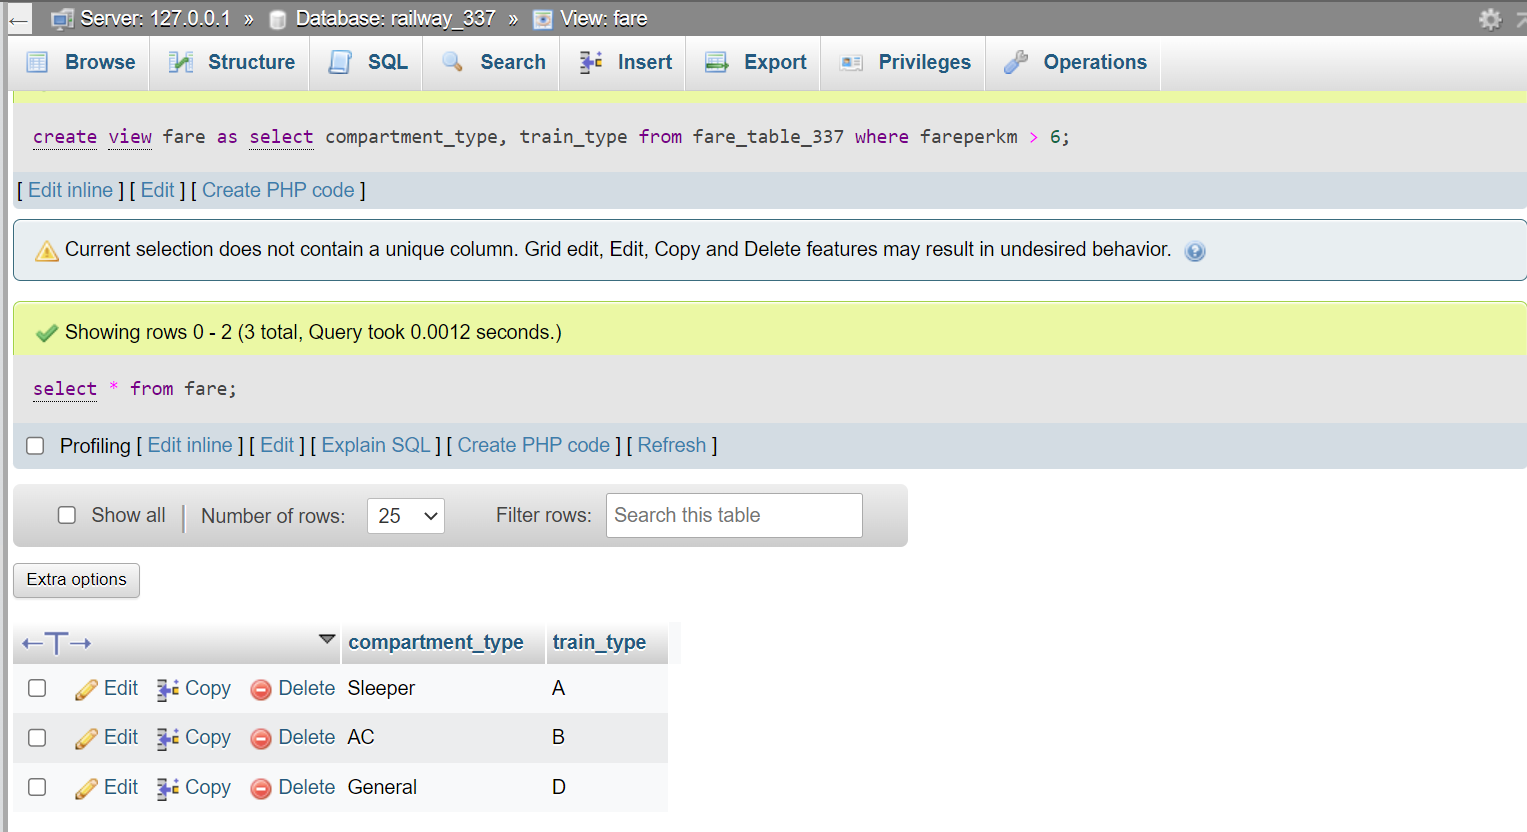 ← Server: 127.0.0.1 » Database: railway_337 » View: fare
Browse Structure SQL Search Insert Export Privileges Operations
create view fare as select compartment_type, train_type from fare_table_337 where fareperkm > 6;
[ Edit inline ] [ Edit ] [ Create PHP code ]
Current selection does not contain a unique column. Grid edit, Edit, Copy and Delete features may result in undesired behavior.
Showing rows 0 - 2 (3 total, Query took 0.0012 seconds.)
select * from fare;
Profiling [ Edit inline ] [ Edit ] [ Explain SQL ] [ Create PHP code ] [ Refresh ]
Show all | Number of rows: 25 Filter rows: Search this table
Extra options
←T→ compartment_type train_type
Edit Copy Delete Sleeper A
Edit Copy Delete AC B
Edit Copy Delete General D